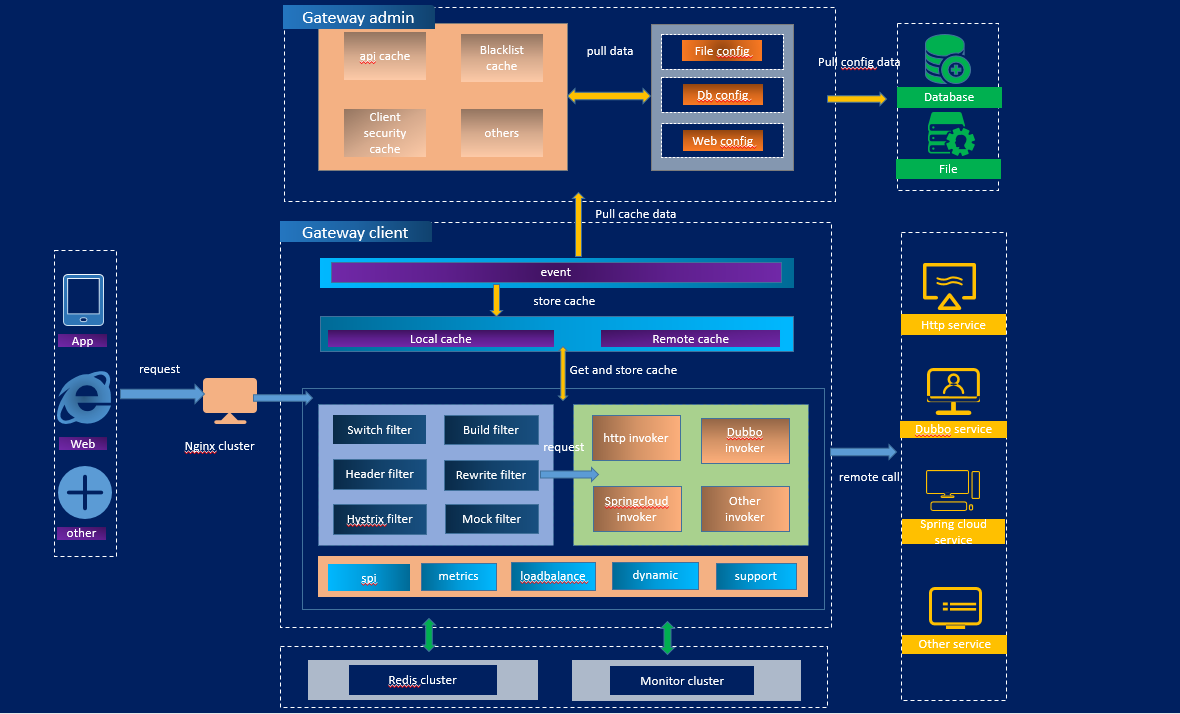 Gateway admin
api cache
Blacklist
cache
Client
security
cache
others
pull data
File config
Db config
Web config
Pull config data
Database
File
Pull cache data
Gateway client
event
store cache
Local cache
Remote cache
Get and store cache
App
Web
other
request
Nginx cluster
Switch filter
Build filter
Header filter
Rewrite filter
Hystrix filter
Mock filter
request
http invoker
Dubbo
invoker
Springcloud
invoker
Other
invoker
spi
metrics
loadbalance
dynamic
support
remote call
Http service
Dubbo service
Spring cloud
service
Other service
Redis cluster
Monitor cluster